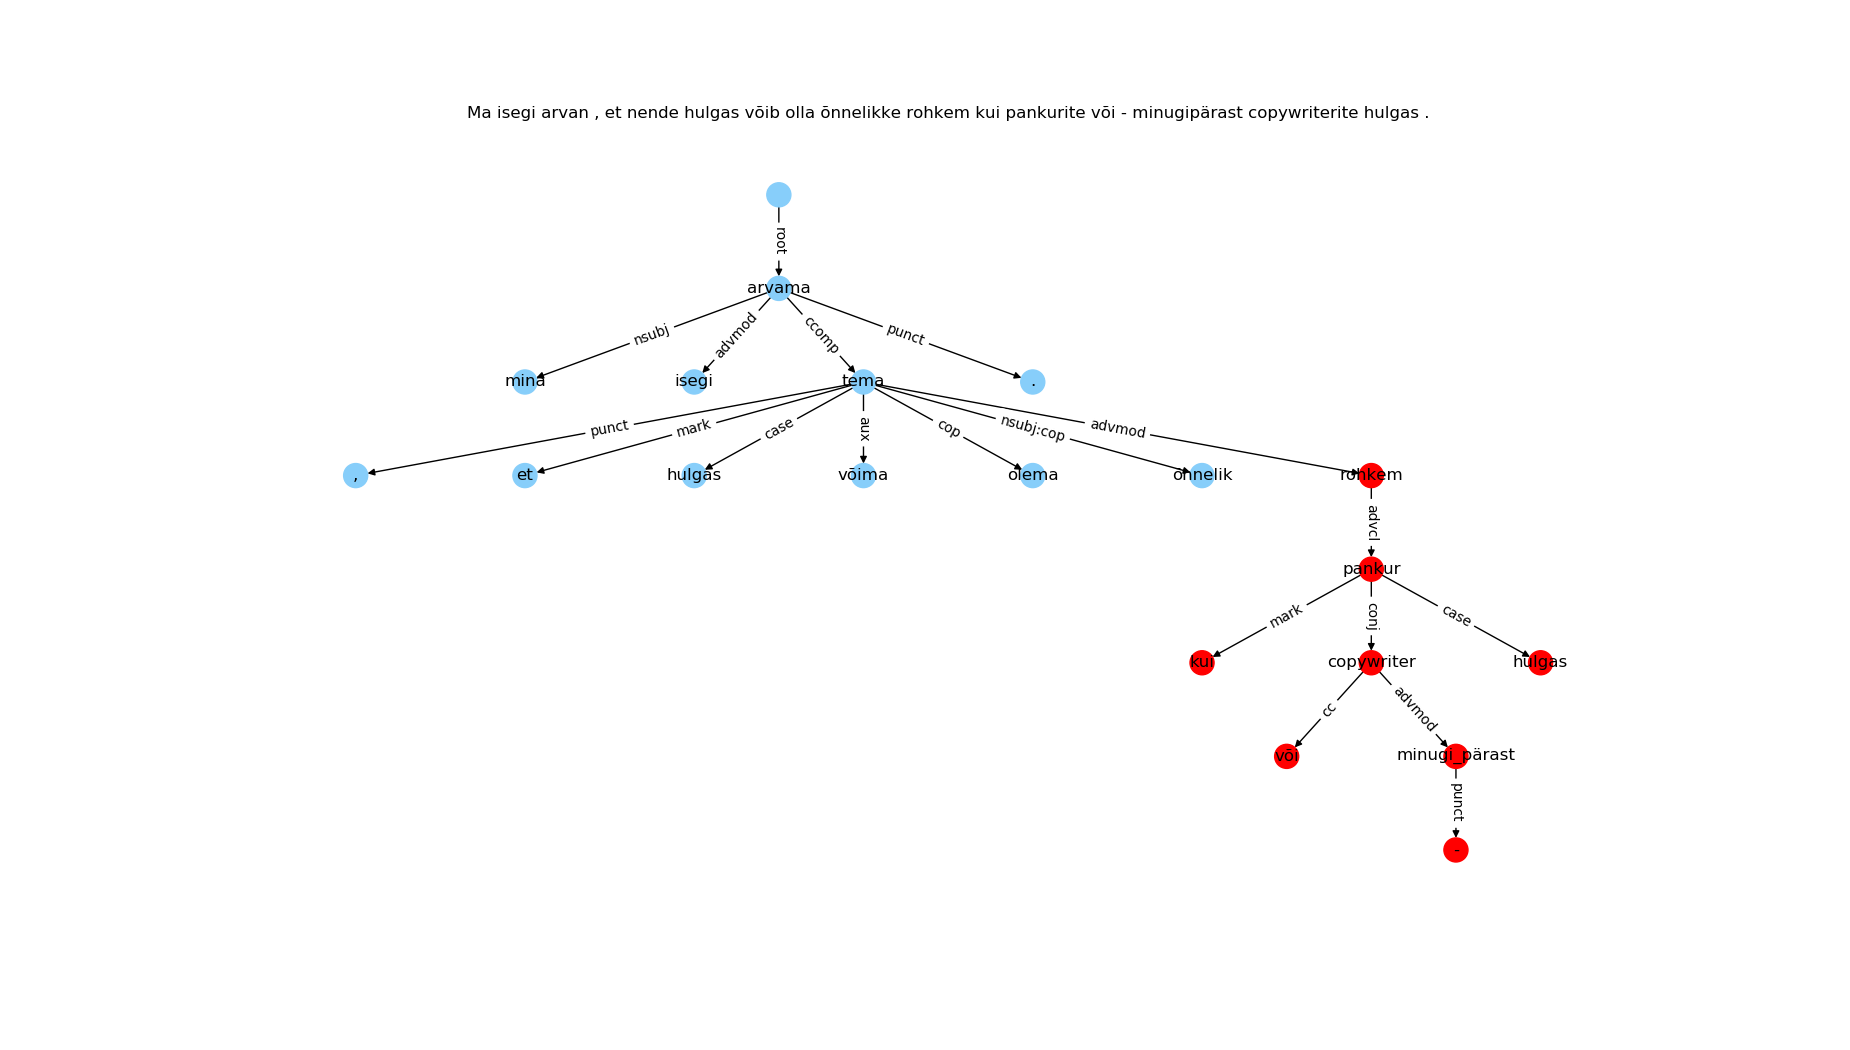 Ma isegi arvan , et nende hulgas võib olla õnnelikke rohkem kui pankurite või - minugipärast copywriterite hulgas .
root
arvama
nsubj advmod ccomp punct
mina isegi tema .
punct mark case aux cop nsubj:cop advmod
, et hulgas võima olema õnnelik rohkem
advcl
pankur
mark conj case
kui copywriter hulgas
cc advmod
või minugi_pärast
punct
-